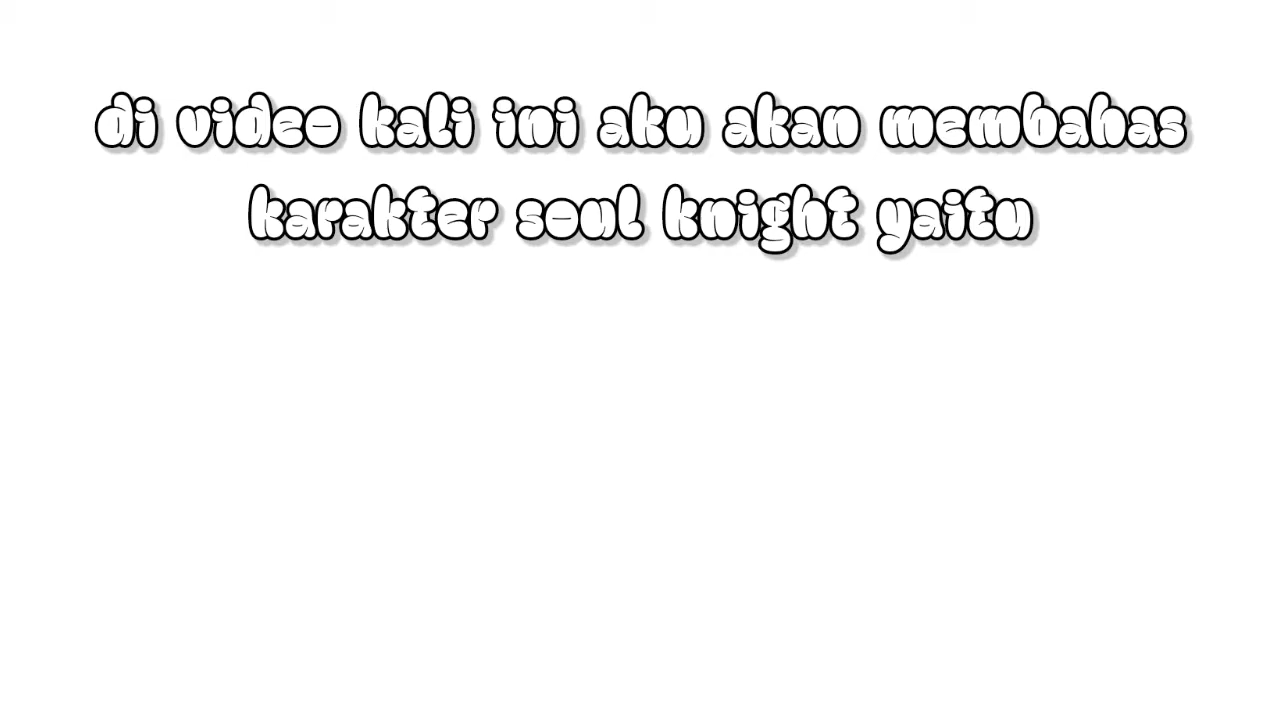 di video kali ini aku akan membahas
karakter soul knight yaitu